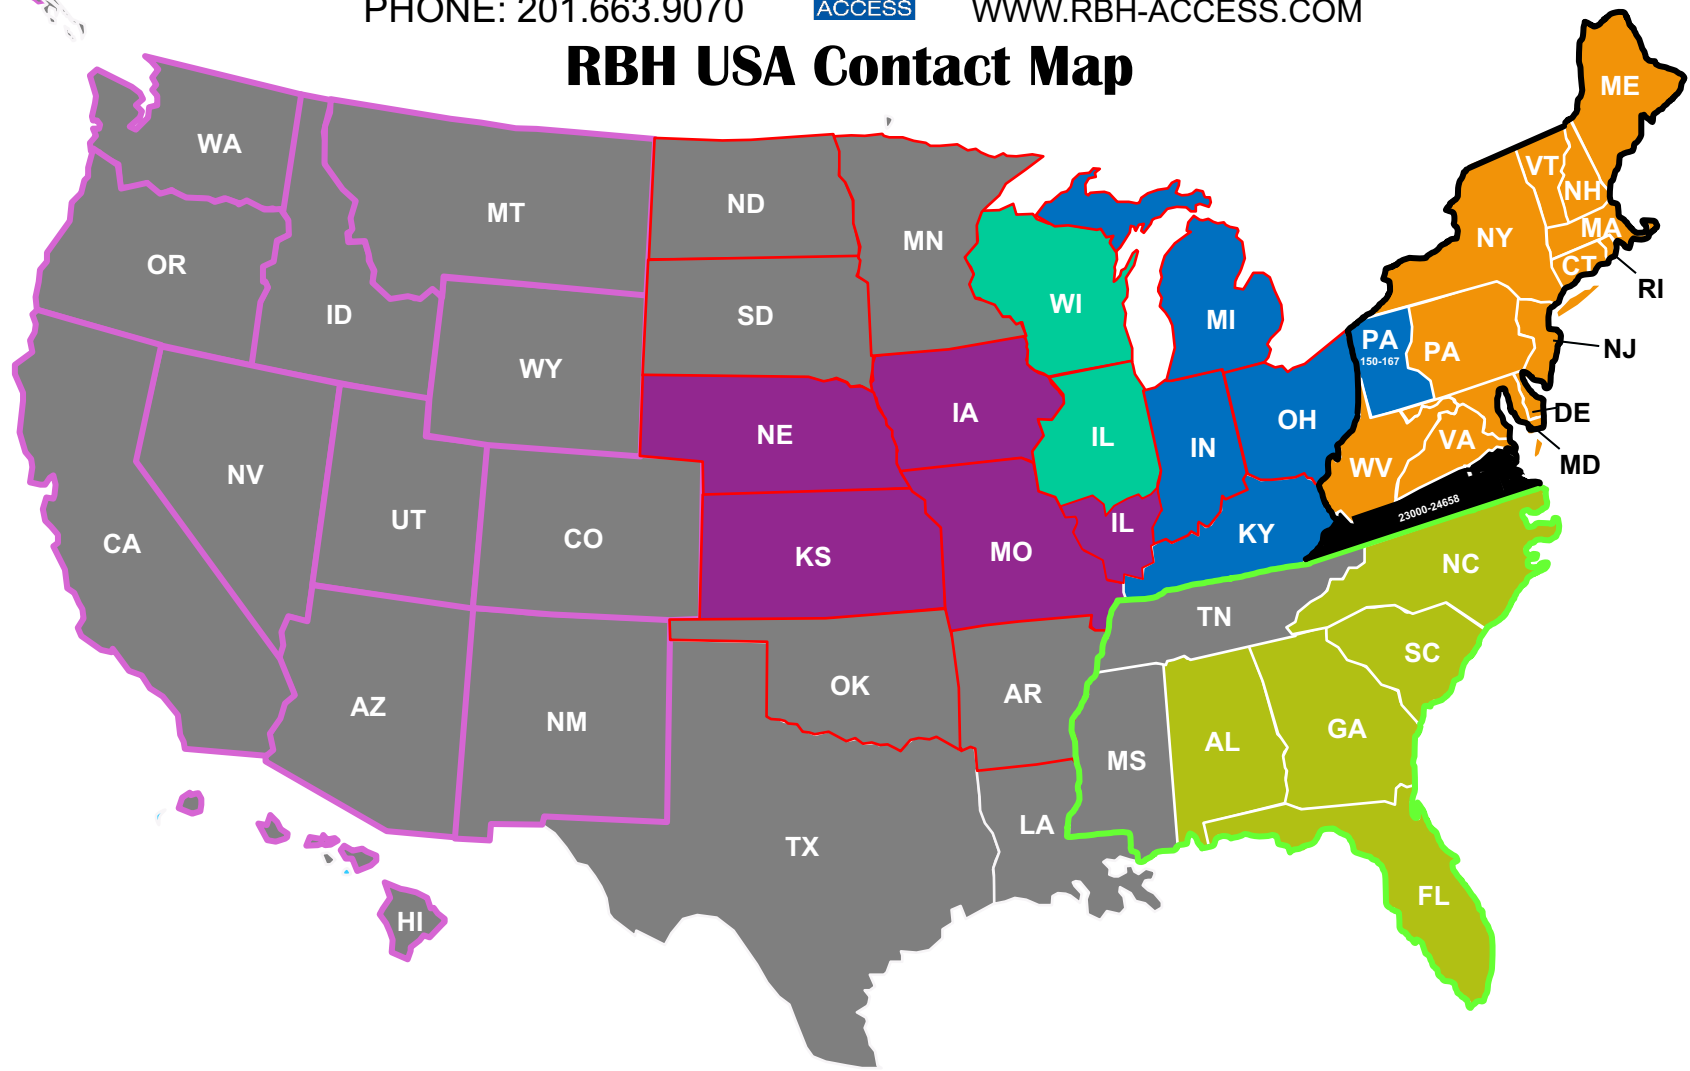 PHONE: 201.663.9070
ACCESS
WWW.RBH-ACCESS.COM
RBH USA Contact Map
ME
WA
VT
NH
MT
ND
MN
NY
MA
OR
CT
RI
ID
SD
WI
MI
PA
150-167
PA
NJ
WY
NE
IA
IL
IN
OH
DE
VA
MD
WV
NV
UT
CO
CA
KS
MO
IL
KY
23000-24658
NC
TN
SC
AZ
NM
OK
AR
MS
AL
GA
TX
LA
HI
FL